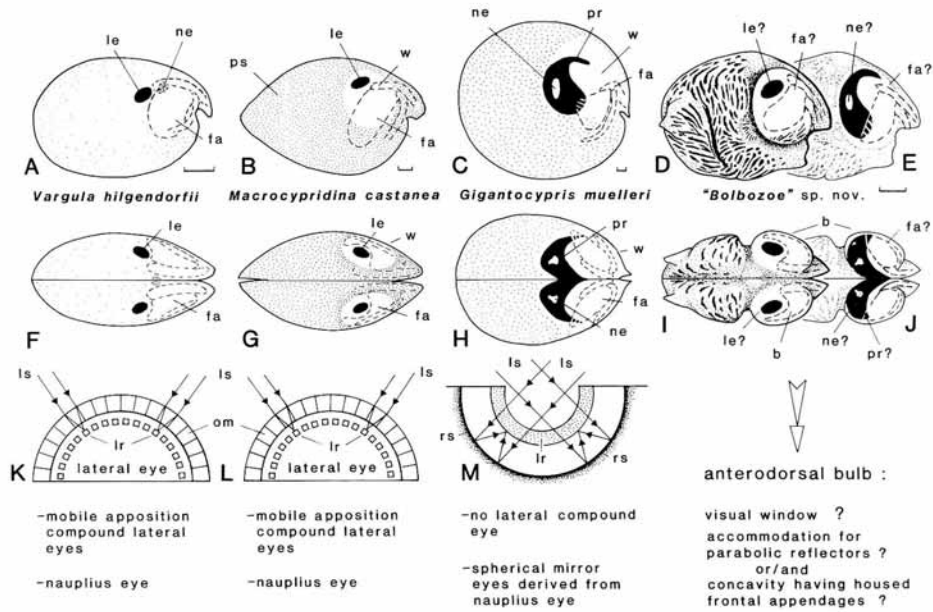 le
ne
fa
A
Vargula hilgendorfii
ps
le
w
fa
B
Macrocypridina castanea
ne
pr
w
fa
C
Gigantocypris muelleri
le?
fa?
ne?
fa?
D
E
"Bolbozoe" sp. nov.
le
fa
F
le
w
fa
G
pr
w
fa
ne
H
b
fa?
I
J
le?
b
ne?
pr?
ls
ls
lr
lateral eye
K
om
ls
ls
lr
lateral eye
L
ls
ls
rs
lr
rs
M
–mobile apposition
compound lateral
eyes
–nauplius eye
–mobile apposition
compound lateral
eyes
–nauplius eye
–no lateral compound
eye
–spherical mirror
eyes derived from
nauplius eye
anterodorsal bulb :
visual window ?
accommodation for
parabolic reflectors ?
or/and
concavity having housed
frontal appendages ?